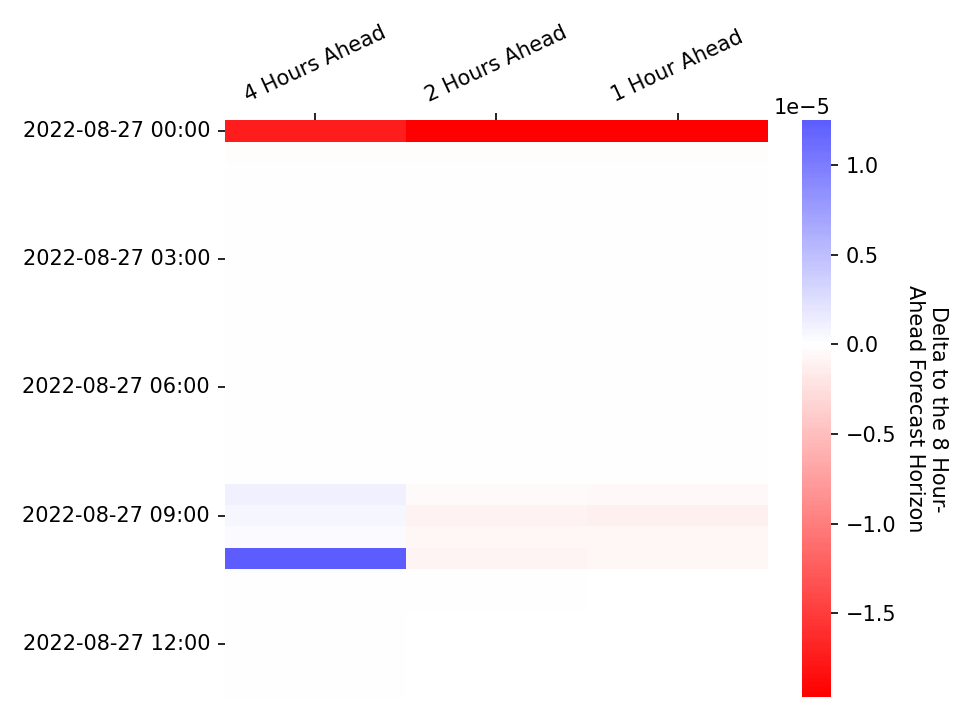 4 Hours Ahead
2 Hours Ahead
1 Hour Ahead
1e−5
2022-08-27 00:00
2022-08-27 03:00
2022-08-27 06:00
2022-08-27 09:00
2022-08-27 12:00
1.0
0.5
0.0
−0.5
−1.0
−1.5
Delta to the 8 Hour-
Ahead Forecast Horizon